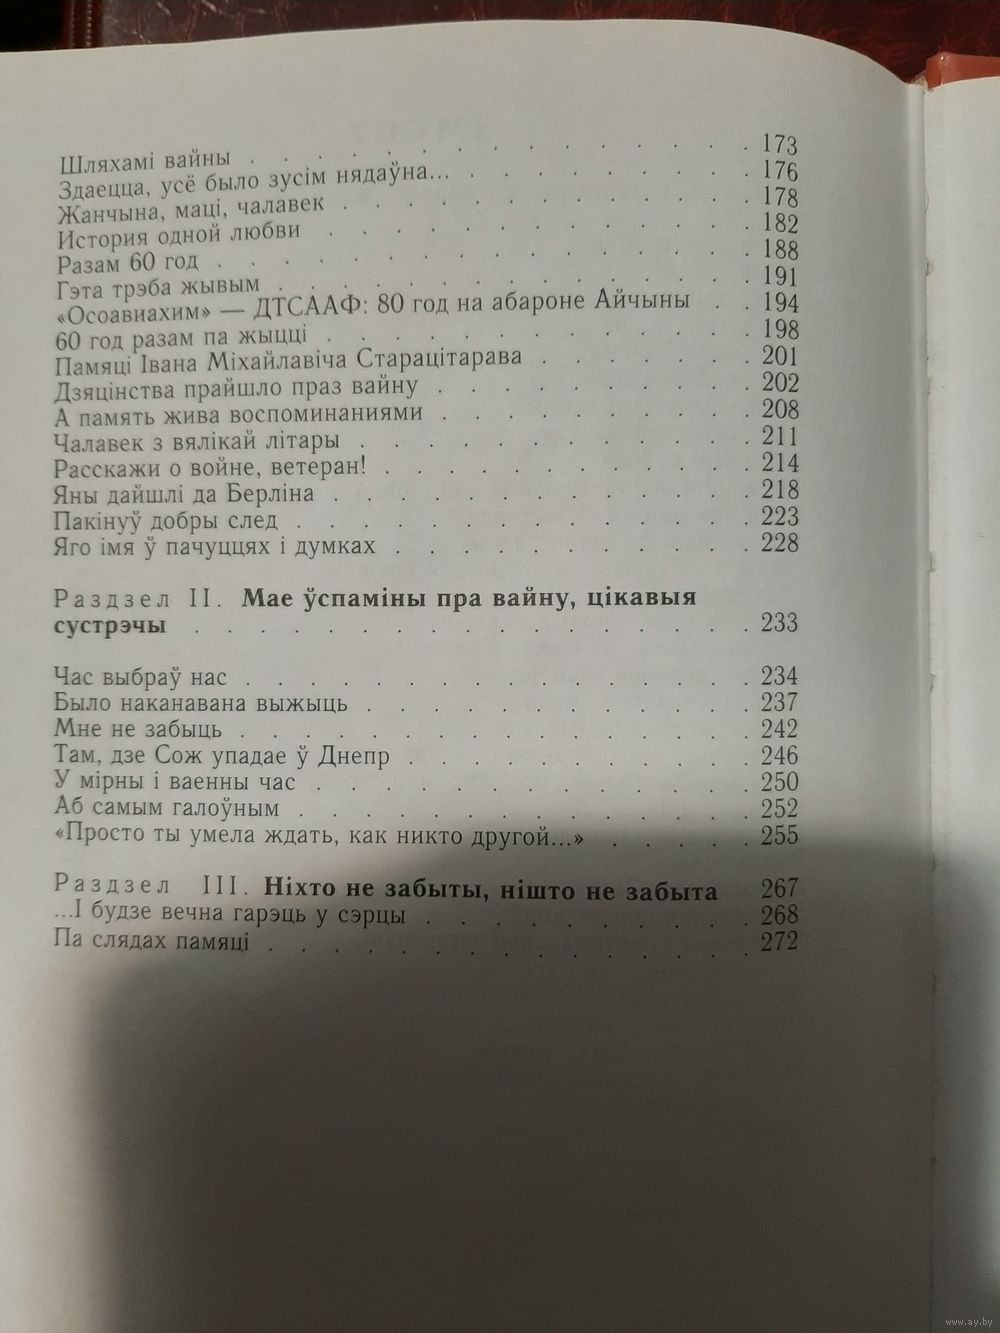 Шляхамі вайны . . . . . . . . . . . . . . . . . . . 173
Здаецца, усё было зусім нядаўна... . . . . . . . . . . . 176
Жанчына, маці, чалавек . . . . . . . . . . . . . . . . 178
История одной любви . . . . . . . . . . . . . . . . 182
Разам 60 год . . . . . . . . . . . . . . . . . . . . 188
Гэта трэба жывым . . . . . . . . . . . . . . . . . . 191
«Осоавиахим» — ДТСААФ: 80 год на абароне Айчыны . . 194
60 год разам па жыцці . . . . . . . . . . . . . . . . 198
Памяці Івана Міхайлавіча Старацітарава . . . . . . . . 201
Дзяцінства прайшло праз вайну . . . . . . . . . . . . 202
А память жива воспоминаниями . . . . . . . . . . . . 208
Чалавек з вялікай літары . . . . . . . . . . . . . . . 211
Расскажи о войне, ветеран! . . . . . . . . . . . . . . 214
Яны дайшлі да Берліна . . . . . . . . . . . . . . . . 218
Пакінуў добры след . . . . . . . . . . . . . . . . . 223
Яго імя ў пачуццях і думках . . . . . . . . . . . . . . 228
Раздзел II. Мае ўспаміны пра вайну, цікавыя
сустрэчы . . . . . . . . . . . . . . . . . . . . . 233
Час выбраў нас . . . . . . . . . . . . . . . . . . . 234
Было наканавана выжыць . . . . . . . . . . . . . . . 237
Мне не забыць . . . . . . . . . . . . . . . . . . . 242
Там, дзе Сож упадае ў Днепр . . . . . . . . . . . . . 246
У мірны і ваенны час . . . . . . . . . . . . . . . . . 250
Аб самым галоўным . . . . . . . . . . . . . . . . . 252
«Просто ты умела ждать, как никто другой...» . . . . . . 255
Раздзел III. Ніхто не забыты, нішто не забыта 267
...І будзе вечна гарэць у сэрцы . . . . . . . . . . . . . 268
Па слядах памяці . . . . . . . . . . . . . . . . . . 272
www.ay.by